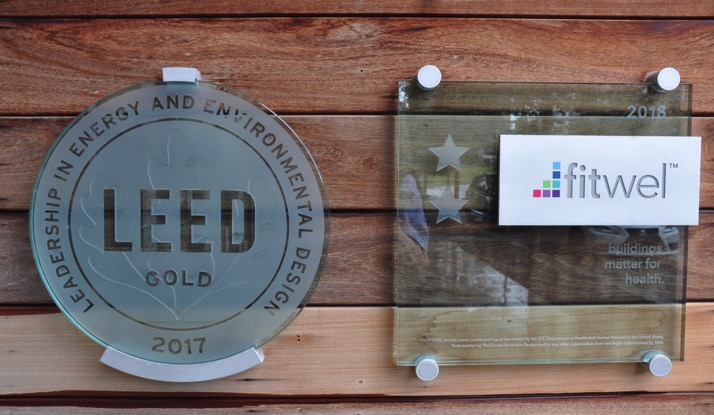 LEADERSHIP IN ENERGY AND ENVIRONMENTAL DESIGN
LEED
GOLD
2017
2018
fitwel™
buildings
matter for
health.